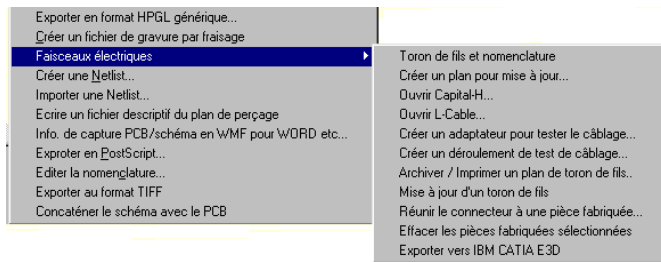 Exporter en format HPGL générique...
Créer un fichier de gravure par fraisage
Faisceaux électriques
Créer une Netlist...
Importer une Netlist...
Ecrire un fichier descriptif du plan de perçage
Info. de capture PCB/schéma en WMF pour WORD etc...
Exproter en PostScript...
Editer la nomenclature...
Exporter au format TIFF
Concaténer le schéma avec le PCB
Toron de fils et nomenclature
Créer un plan pour mise à jour...
Ouvrir Capital-H...
Ouvrir L-Cable...
Créer un adaptateur pour tester le câblage...
Créer un déroulement de test de câblage...
Archiver / Imprimer un plan de toron de fils..
Mise à jour d'un toron de fils
Réunir le connecteur à une pièce fabriquée...
Effacer les pièces fabriquées sélectionnées
Exporter vers IBM CATIA E3D